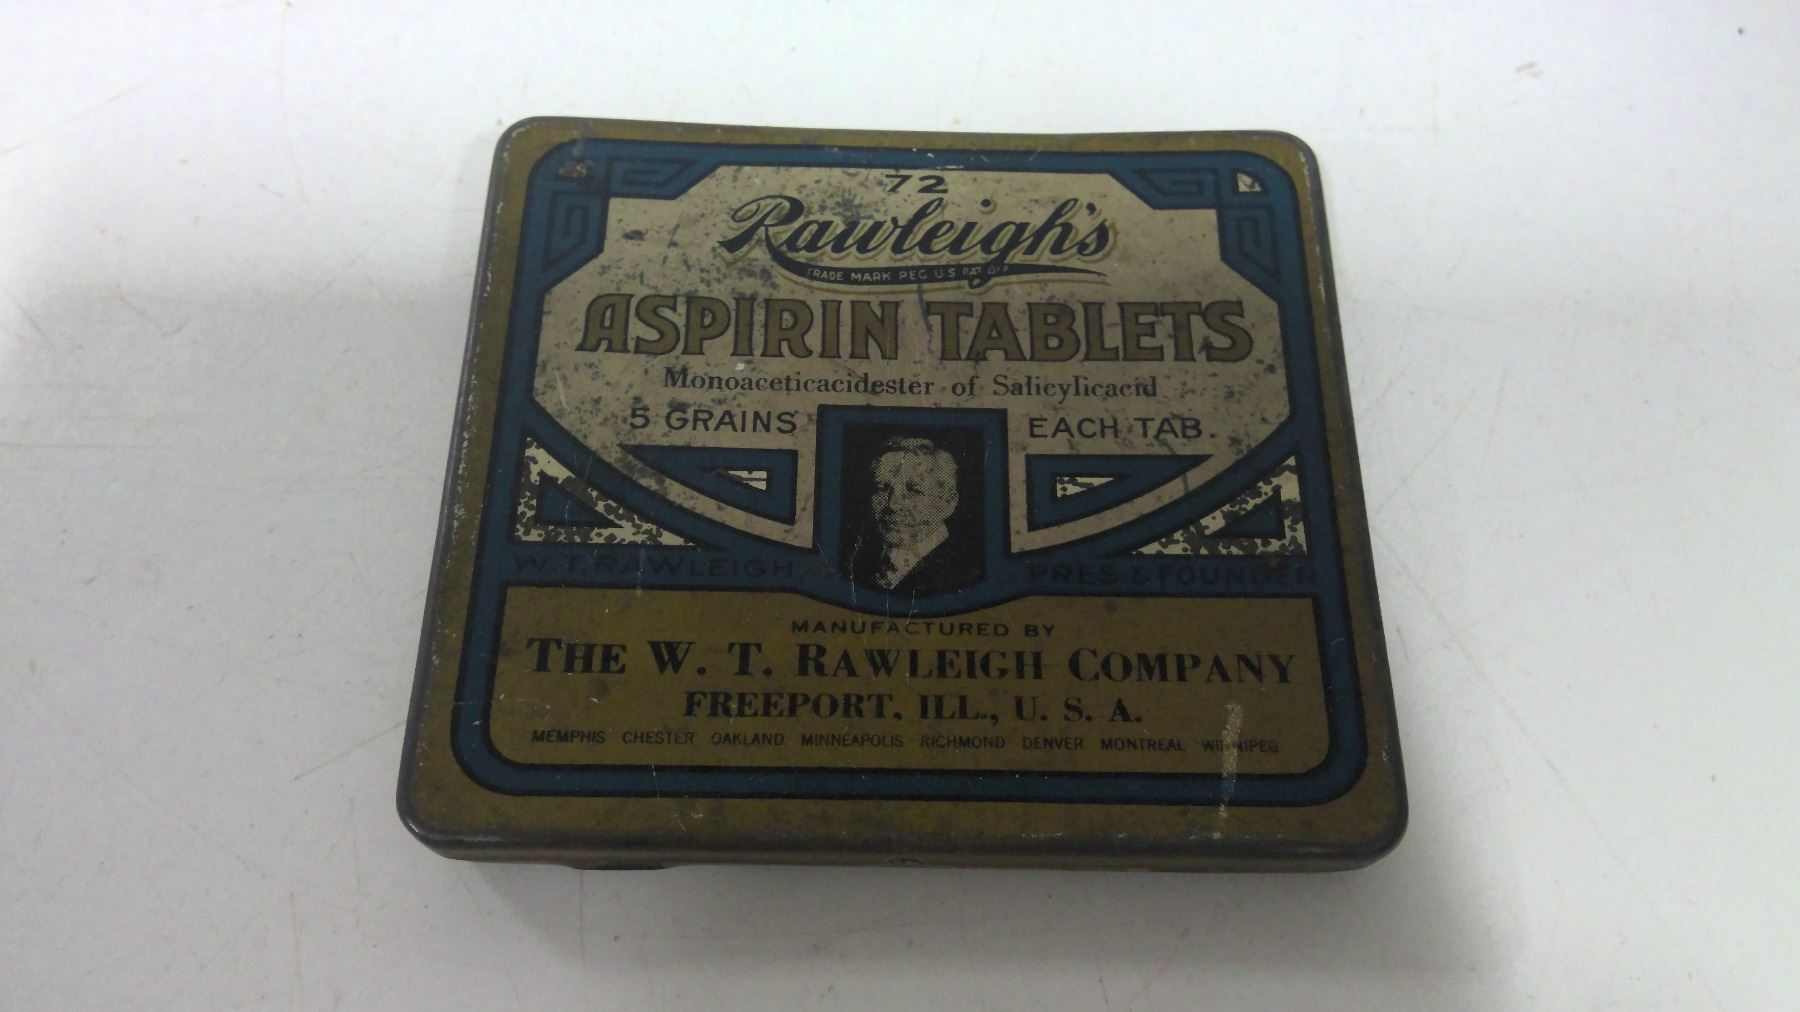 72
Rawleigh's
TRADE MARK REG U S PAT OFF
ASPIRIN TABLETS
Monoaceticacidester of Salicylicacid
5 GRAINS EACH TAB.
W. T. RAWLEIGH, PRES & FOUNDER
MANUFACTURED BY
THE W. T. RAWLEIGH COMPANY
FREEPORT, ILL., U. S. A.
MEMPHIS CHESTER OAKLAND MINNEAPOLIS RICHMOND DENVER MONTREAL WINNIPEG